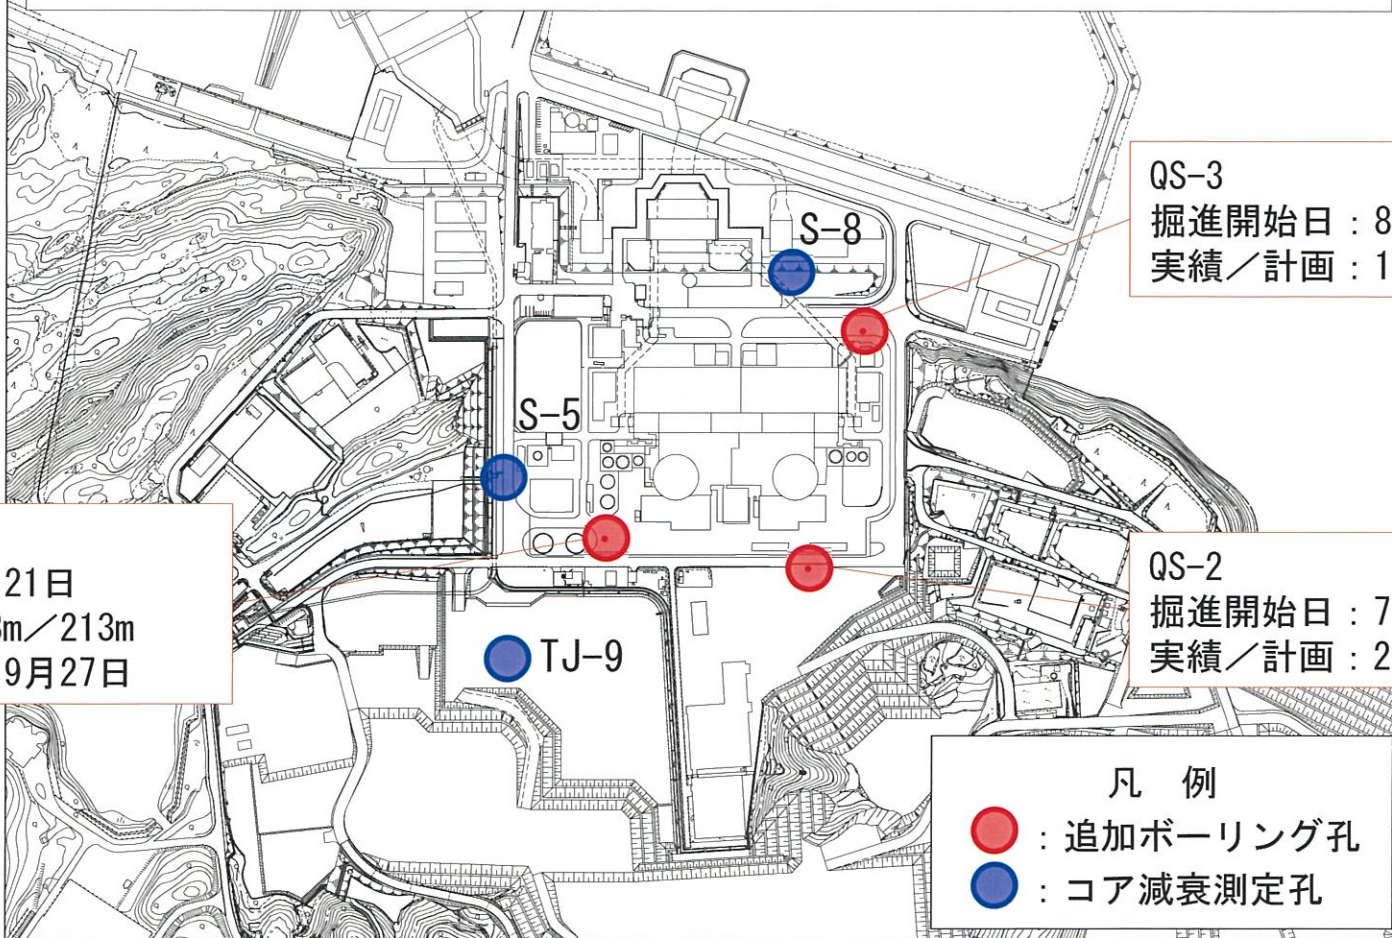 QS-3
掘進開始日：8
実績／計画：1
S-8
S-5
21日
3m／213m
9月27日
QS-2
掘進開始日：7
実績／計画：2
TJ-9
凡 例
：追加ボーリング孔
：コア減衰測定孔